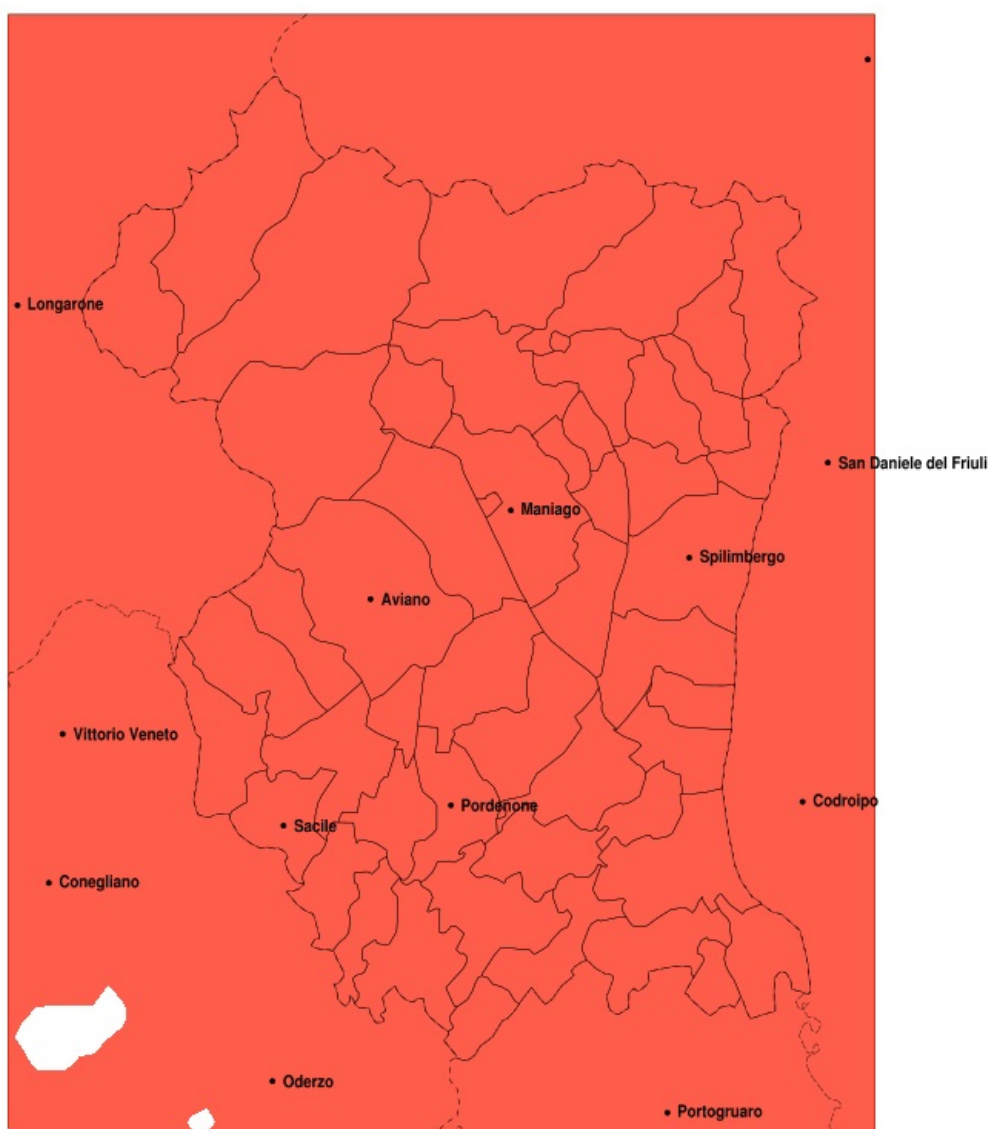 Longarone
San Daniele del Friuli
Maniago
Spilimbergo
Aviano
Vittorio Veneto
Codroipo
Pordenone
Sacile
Conegliano
Oderzo
Portogruaro